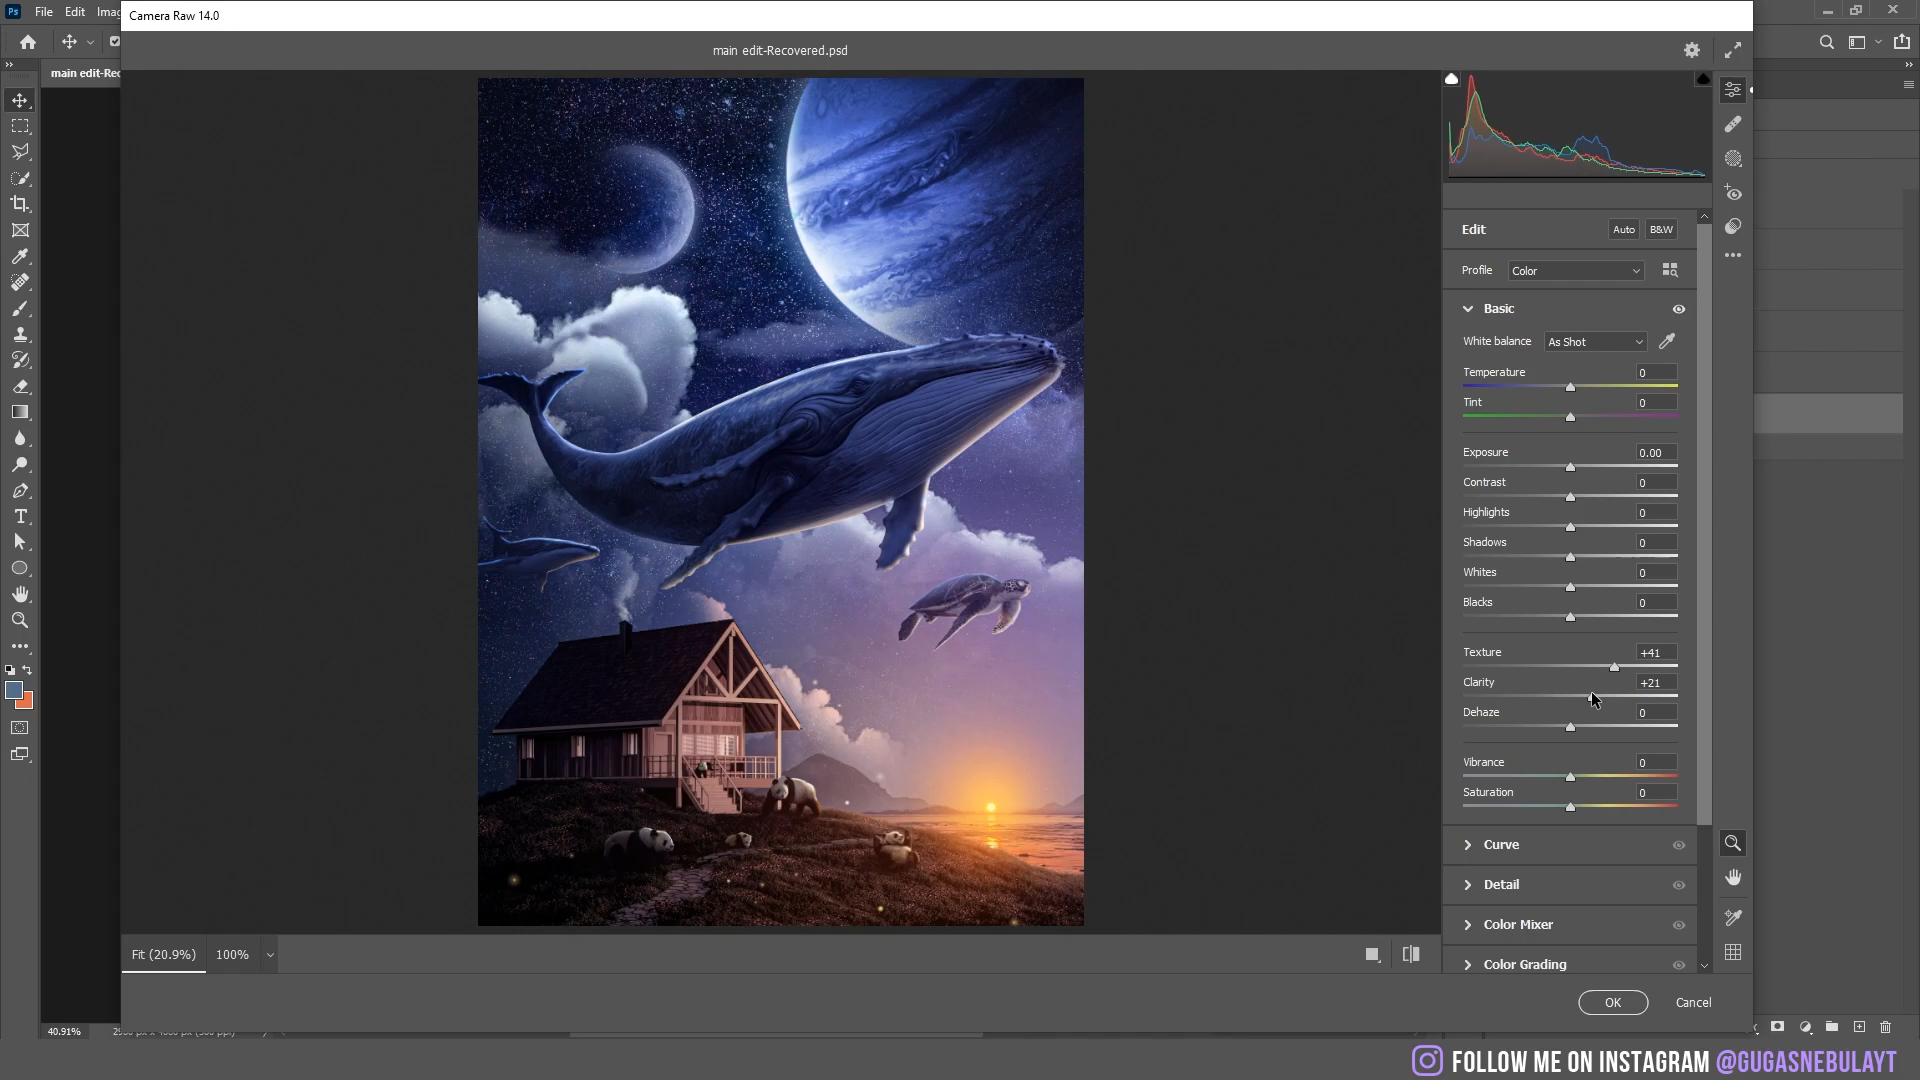 Camera Raw 14.0
Ps File Edit Imag
main edit-Recovered.psd
main edit-Rec
Edit Auto B&W
Profile Color
Basic
White balance As Shot
Temperature 0
Tint 0
Exposure 0.00
Contrast 0
Highlights 0
Shadows 0
Whites 0
Blacks 0
Texture +41
Clarity +21
Dehaze 0
Vibrance 0
Saturation 0
Curve
Detail
Color Mixer
Color Grading
Fit (20.9%) 100%
OK Cancel
40.91%
FOLLOW ME ON INSTAGRAM @GUGASNEBULAYT